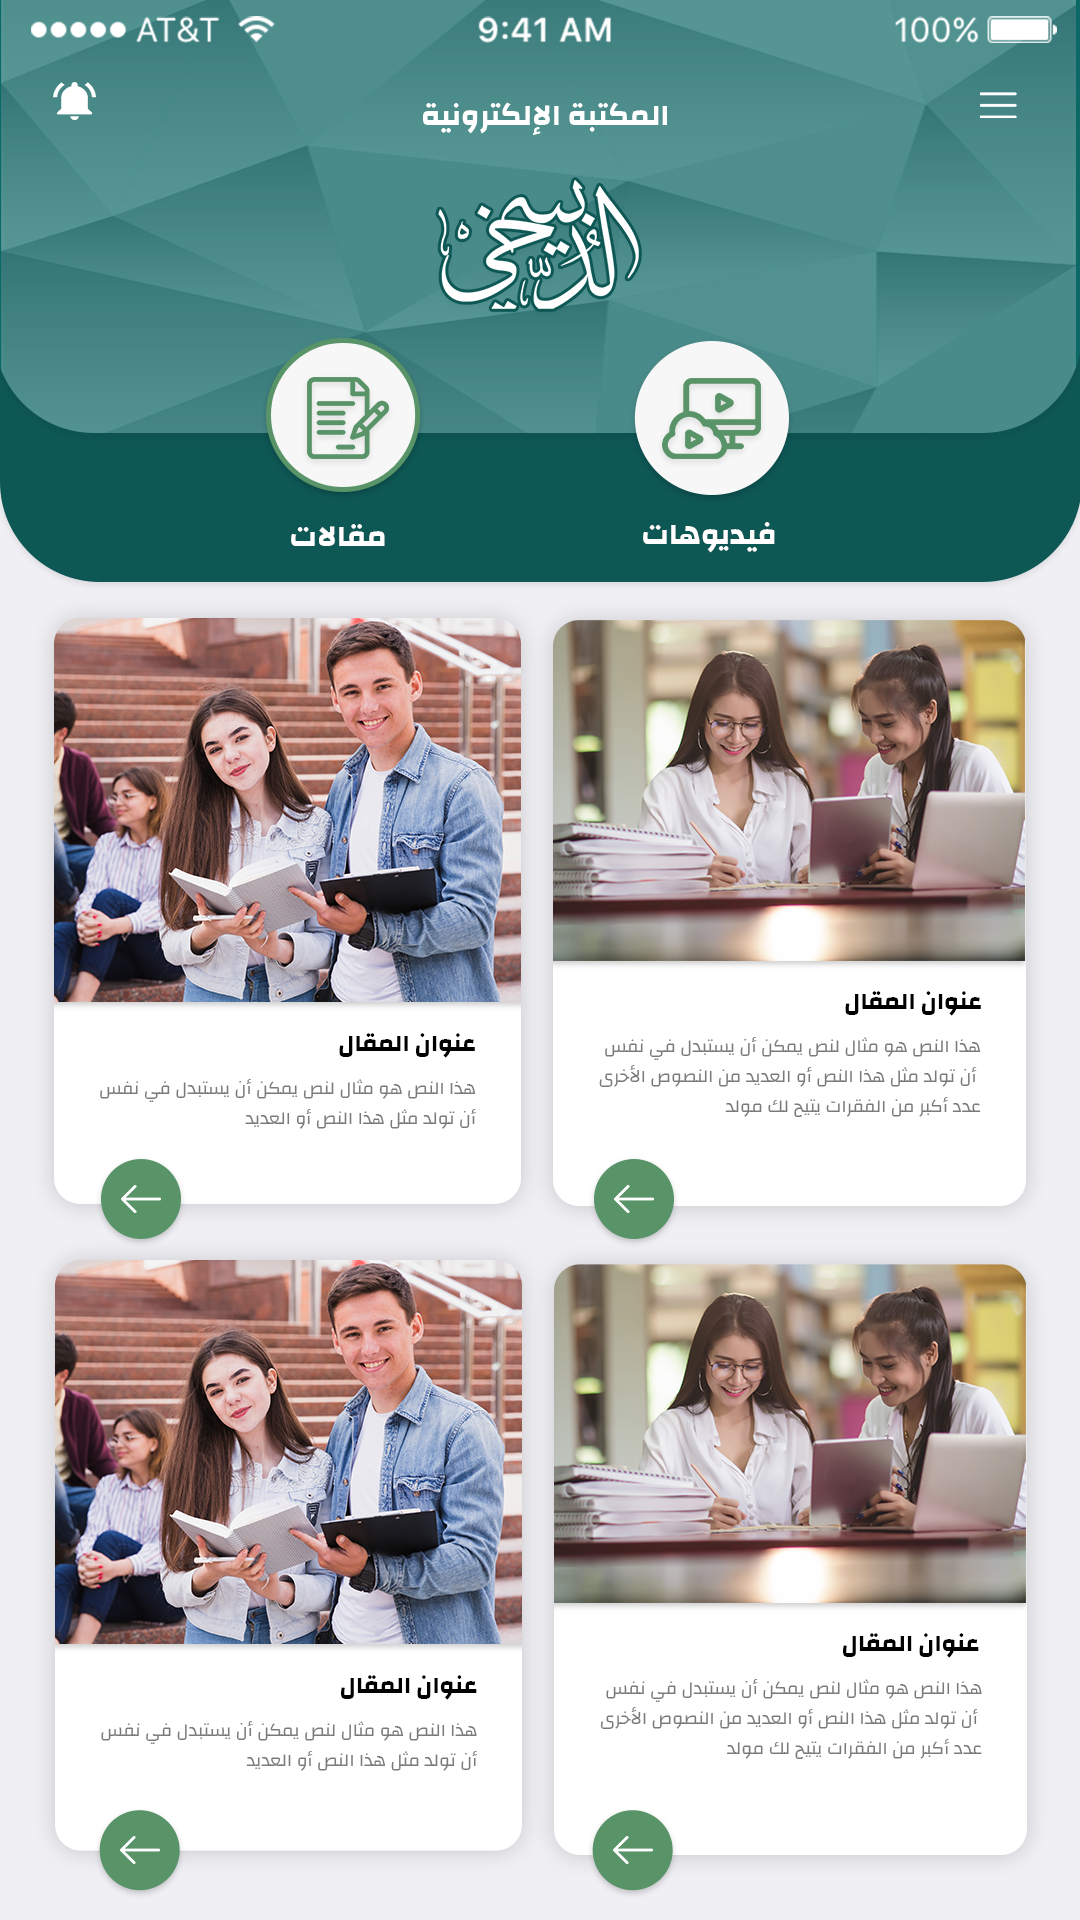 AT&T 9:41 AM 100%
المكتبة الإلكترونية
فيديوهات
مقالات
عنوان المقال
هذا النص هو مثال لنص يمكن أن يستبدل في نفس
أن تولد مثل هذا النص أو العديد من النصوص الأخرى
عدد أكبر من الفقرات يتيح لك مولد
عنوان المقال
هذا النص هو مثال لنص يمكن أن يستبدل في نفس
أن تولد مثل هذا النص أو العديد
عنوان المقال
هذا النص هو مثال لنص يمكن أن يستبدل في نفس
أن تولد مثل هذا النص أو العديد من النصوص الأخرى
عدد أكبر من الفقرات يتيح لك مولد
عنوان المقال
هذا النص هو مثال لنص يمكن أن يستبدل في نفس
أن تولد مثل هذا النص أو العديد